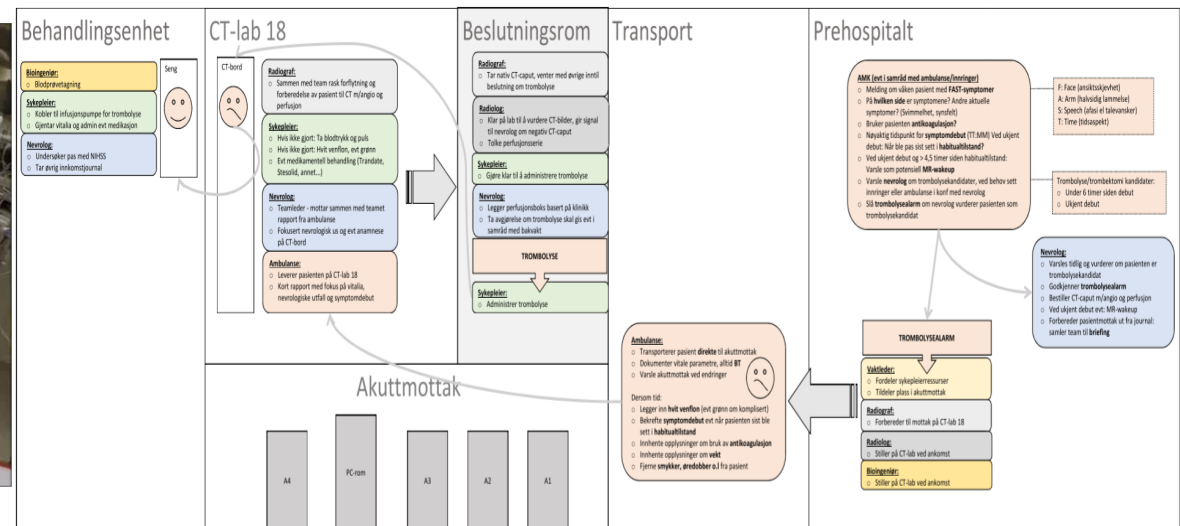 Behandlingsenhet
Bioingeniør:
○ Blodprøvetagning
Sykepleier:
○ Kobler til infusjonspumpe for trombolyse
○ Gjentar vitalia og admin evt medikasjon
Nevrolog:
○ Undersøker pas med NIHSS
○ Tar øvrig innkomstjournal
Seng
CT-lab 18
CT-bord
Radiograf:
○ Sammen med team rask forflytning og
forberedelse av pasient til CT m/angio og
perfusjon
Sykepleier:
○ Hvis ikke gjort: Ta blodtrykk og puls
○ Hvis ikke gjort: Hvit venflon, evt grønn
○ Evt medikamentell behandling (Trandate,
Stesolid, annet...)
Nevrolog:
○ Teamleder - mottar sammen med teamet
rapport fra ambulanse
○ Fokusert nevrologisk us og evt anamnese
på CT-bord
Ambulanse:
○ Leverer pasienten på CT-lab 18
○ Kort rapport med fokus på vitalia,
nevrologiske utfall og symptomdebut
Beslutningsrom
Radiograf:
○ Tar nativ CT-caput, venter med øvrige inntil
beslutning om trombolyse
Radiolog:
○ Klar på lab til å vurdere CT-bilder, gir signal
til nevrolog om negativ CT-caput
○ Tolke perfusjonsserie
Sykepleier:
○ Gjøre klar til å administrere trombolyse
Nevrolog:
○ Legger perfusjonsboks basert på klinikk
○ Ta avgjørelse om trombolyse skal gis evt i
samråd med bakvakt
TROMBOLYSE
Sykepleier:
○ Administrer trombolyse
Akuttmottak
A4
PC-rom
A3
A2
A1
Transport
Ambulanse:
○ Transporterer pasient direkte til akuttmottak
○ Dokumenter vitale parametre, alltid BT
○ Varsle akuttmottak ved endringer
Dersom tid:
○ Legger inn hvit venflon (evt grønn om komplisert)
○ Bekrefte symptomdebut evt når pasienten sist ble
sett i habitualtilstand
○ Innhente opplysninger om bruk av antikoagulasjon
○ Innhente opplysninger om vekt
○ Fjerne smykker, øredobber o.l fra pasient
Prehospitalt
AMK (evt i samråd med ambulanse/innringer)
○ Melding om våken pasient med FAST-symptomer
○ På hvilken side er symptomene? Andre aktuelle
symptomer? (Svimmelhet, synsfelt)
○ Bruker pasienten antikoagulasjon?
○ Nøyaktig tidspunkt for symptomdebut (TT:MM) Ved ukjent
debut: Når ble pas sist sett i habitualtilstand?
○ Ved ukjent debut og > 4,5 timer siden habitualtilstand:
Varsle som potensiell MR-wakeup
○ Varsle nevrolog om trombolysekandidater, ved behov sett
innringer eller ambulanse i konf med nevrolog
○ Slå trombolysealarm om nevrolog vurderer pasienten som
trombolysekandidat
F: Face (ansiktsskjevhet)
A: Arm (halvsidig lammelse)
S: Speech (afasi el talevansker)
T: Time (tidsaspekt)
Trombolyse/trombektomi kandidater:
○ Under 6 timer siden debut
○ Ukjent debut
Nevrolog:
○ Varsles tidlig og vurderer om pasienten er
trombolysekandidat
○ Godkjenner trombolysealarm
○ Bestiller CT-caput m/angio og perfusjon
○ Ved ukjent debut evt: MR-wakeup
○ Forbereder pasientmottak ut fra journal:
samler team til briefing
TROMBOLYSEALARM
Vaktleder:
○ Fordeler sykepleierressurser
○ Tildeler plass i akuttmottak
Radiograf:
○ Forbereder til mottak på CT-lab 18
Radiolog:
○ Stiller på CT-lab ved ankomst
Bioingeniør:
○ Stiller på CT-lab ved ankomst